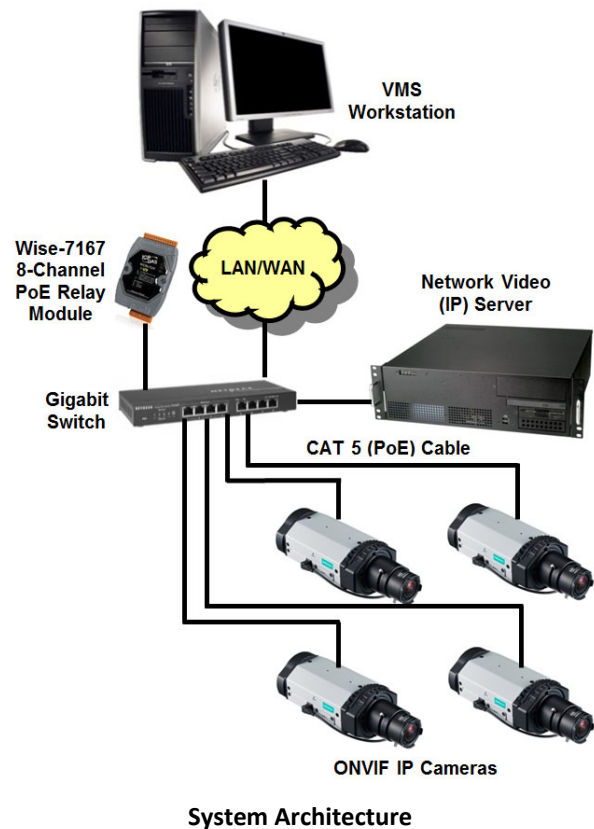 VMS
Workstation
Wise-7167
8-Channel
PoE Relay
Module
LAN/WAN
Network Video
(IP) Server
Gigabit
Switch
NETGEAR
CAT 5 (PoE) Cable
ONVIF IP Cameras
System Architecture